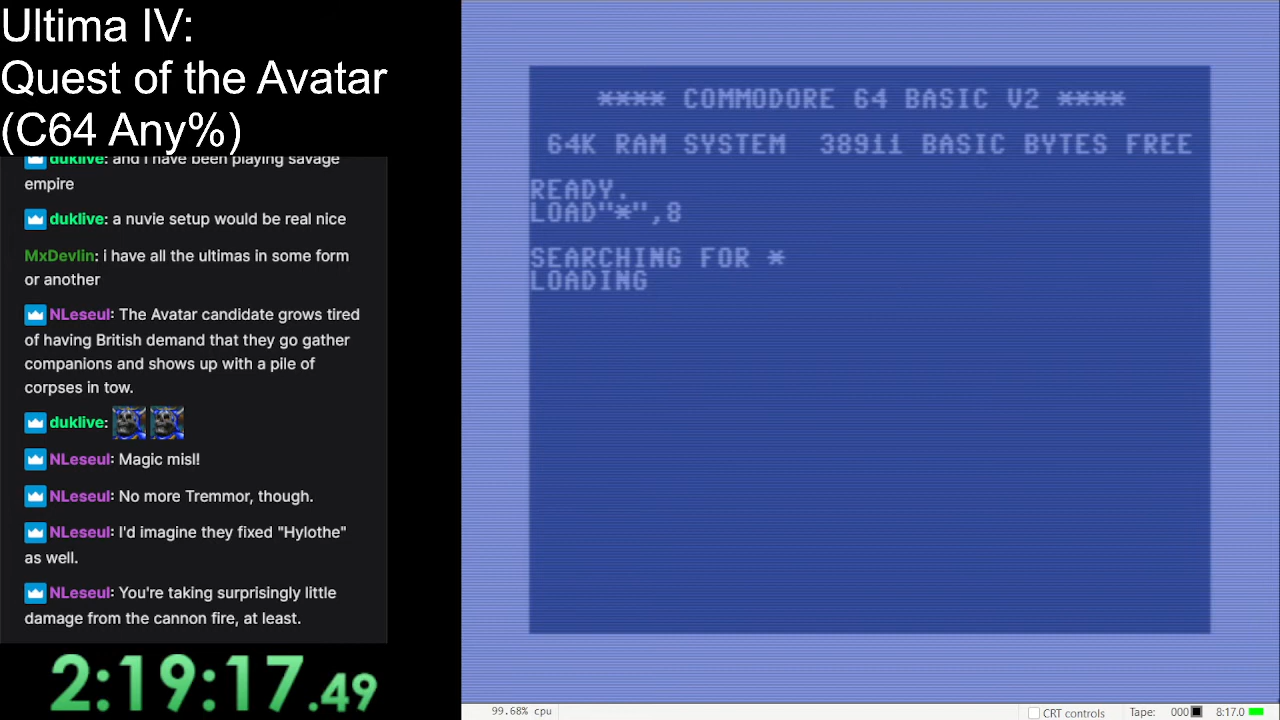 Ultima IV:
Quest of the Avatar
(C64 Any%)
duklive: and i have been playing savage
empire
duklive: a nuvie setup would be real nice
MxDevlin: i have all the ultimas in some form
or another
NLeseul: The Avatar candidate grows tired
of having British demand that they go gather
companions and shows up with a pile of
corpses in tow.
duklive:
NLeseul: Magic misl!
NLeseul: No more Tremmor, though.
NLeseul: I'd imagine they fixed "Hylothe"
as well.
NLeseul: You're taking surprisingly little
damage from the cannon fire, at least.
2:19:17.49
**** COMMODORE 64 BASIC V2 ****
64K RAM SYSTEM 38911 BASIC BYTES FREE
READY.
LOAD"*",8
SEARCHING FOR *
LOADING
99.68% cpu
CRT controls
Tape: 000
8:17.0